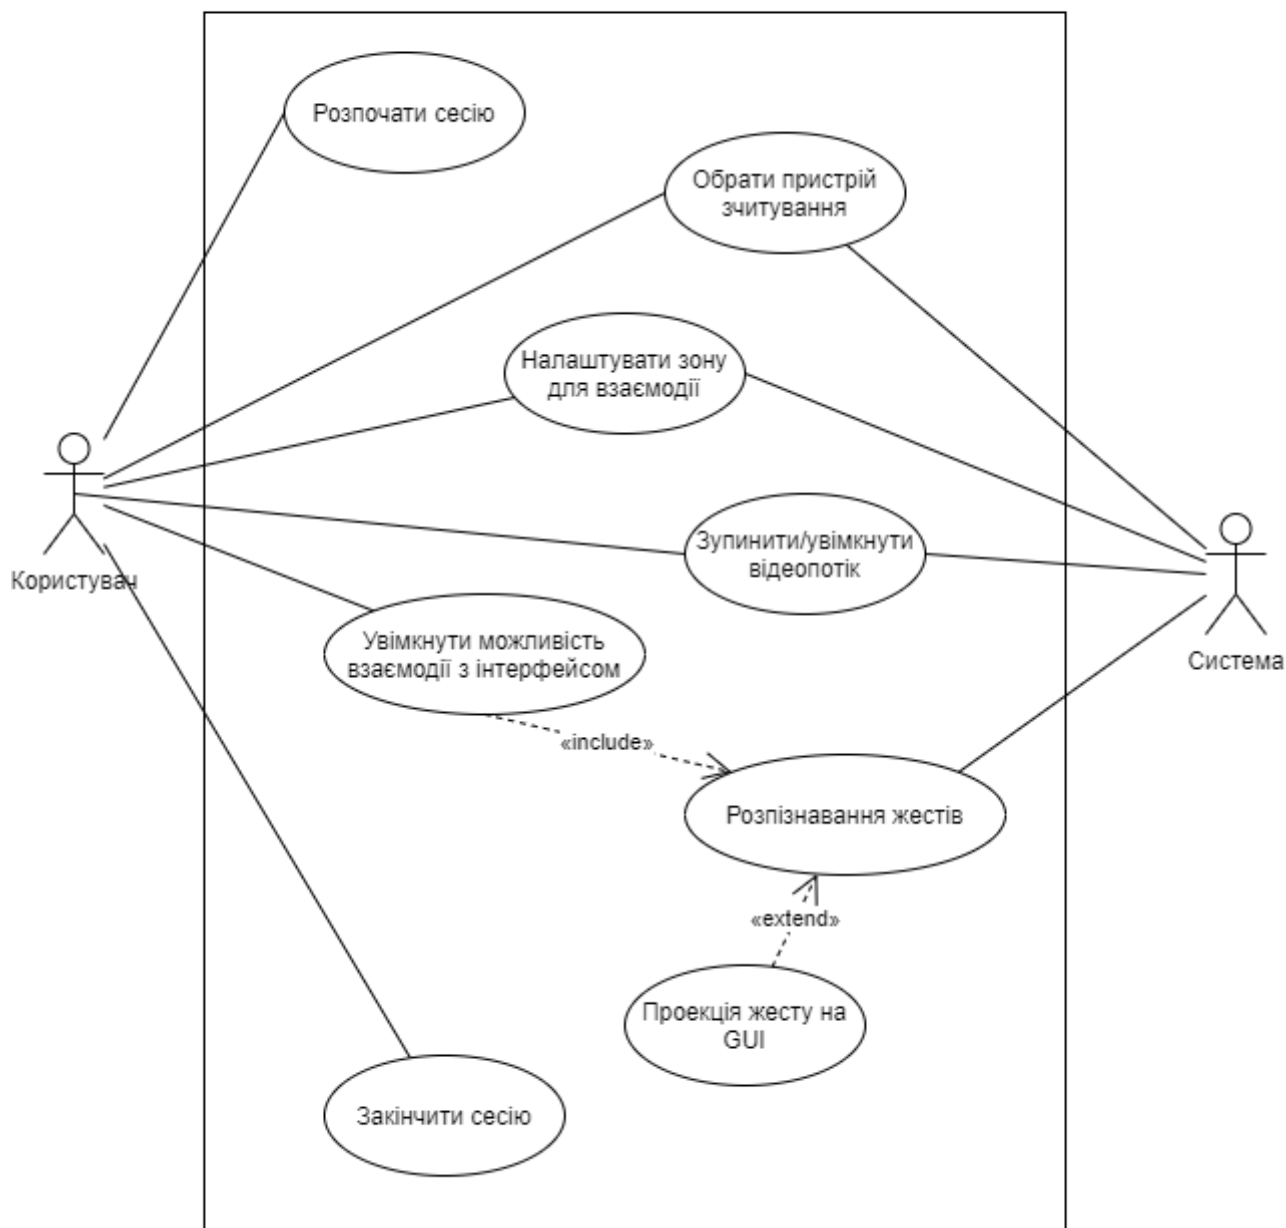 Розпочати сесію
Обрати пристрій
зчитування
Налаштувати зону
для взаємодії
Зупинити/увімкнути
відеопотік
Користувач
Увімкнути можливість
взаємодії з інтерфейсом
Система
«include»
Розпізнавання жестів
«extend»
Проекція жесту на
GUI
Закінчити сесію